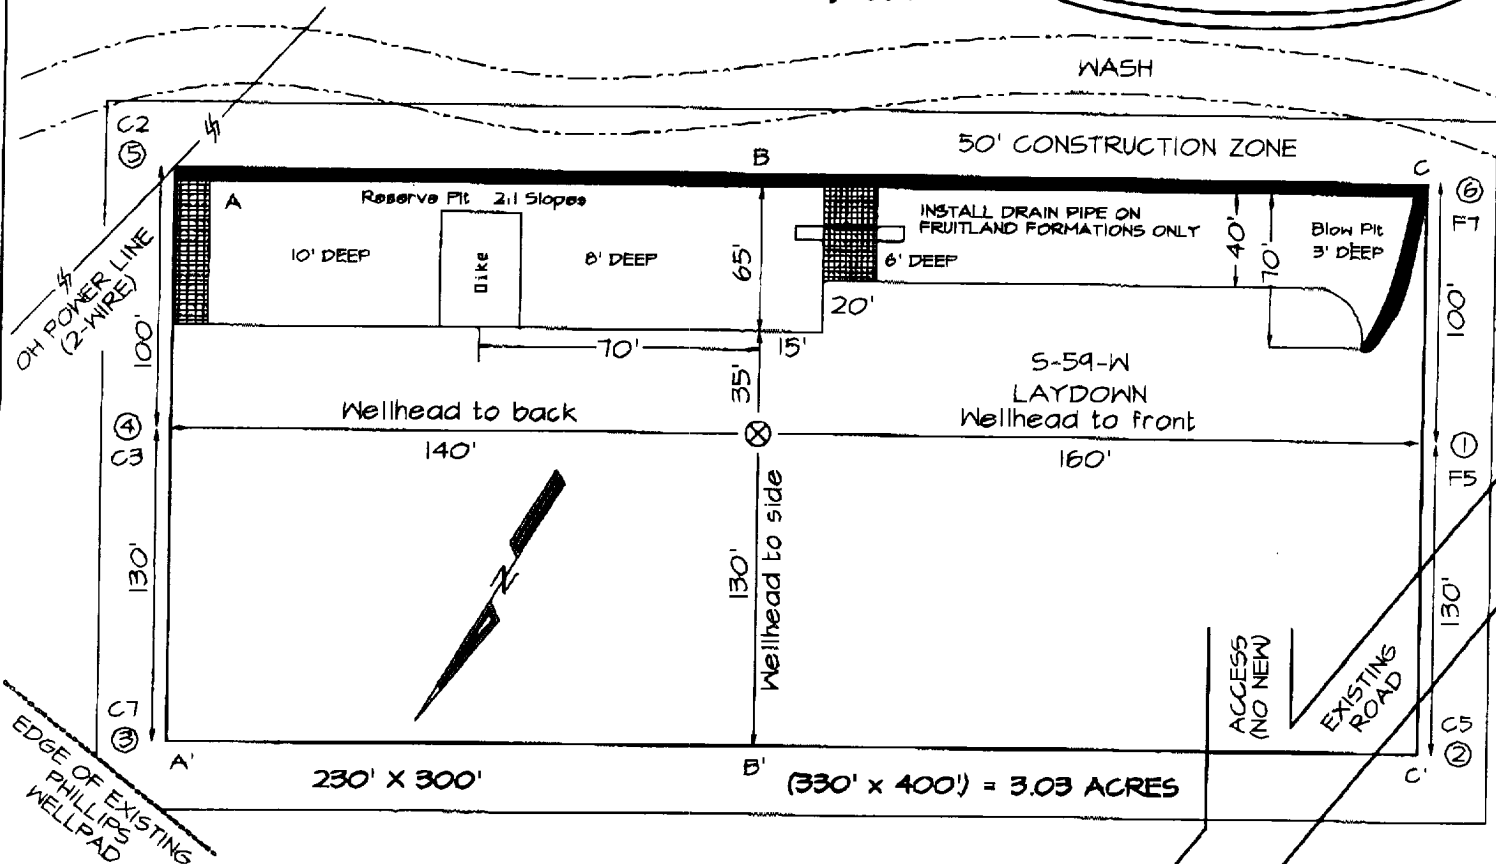 WASH
C2
⑤
50' CONSTRUCTION ZONE
B
C
⑥
F7
A
Reserve Pit 2:1 Slopes
INSTALL DRAIN PIPE ON
FRUITLAND FORMATIONS ONLY
Blow Pit
3' DEEP
10' DEEP
Dike
8' DEEP
65'
6' DEEP
40'
70'
OH POWER LINE
(2-WIRE)
100'
20'
100'
70'
15'
35'
S-59-W
LAYDOWN
Wellhead to back
Wellhead to front
④
C3
140'
160'
①
F5
130'
N
130'
Wellhead to side
130'
ACCESS
(NO NEW)
EXISTING
ROAD
C7
③
C5
②
A'
B'
C'
230' X 300'
(330' x 400') = 3.03 ACRES
EDGE OF EXISTING
PHILLIPS
WELLPAD